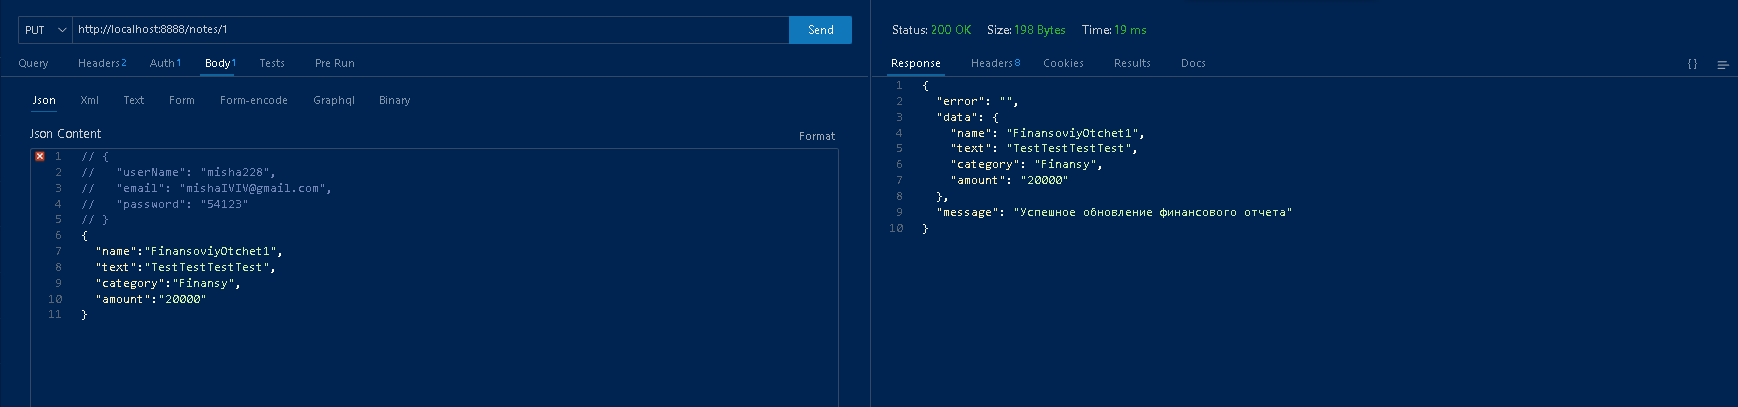 PUT http://localhost:8888/notes/1 Send
Query Headers 2 Auth 1 Body 1 Tests Pre Run
Json Xml Text Form Form-encode Graphql Binary
Json Content Format
1 // {
2 // "userName": "misha228",
3 // "email": "mishaIVIV@gmail.com",
4 // "password": "54123"
5 // }
6 {
7 "name":"FinansoviyOtchet1",
8 "text":"TestTestTestTest",
9 "category":"Finansy",
10 "amount":"20000"
11 }
Status: 200 OK Size: 198 Bytes Time: 19 ms
Response Headers 8 Cookies Results Docs {}
1 {
2 "error": "",
3 "data": {
4 "name": "FinansoviyOtchet1",
5 "text": "TestTestTestTest",
6 "category": "Finansy",
7 "amount": "20000"
8 },
9 "message": "Успешное обновление финансового отчета"
10 }